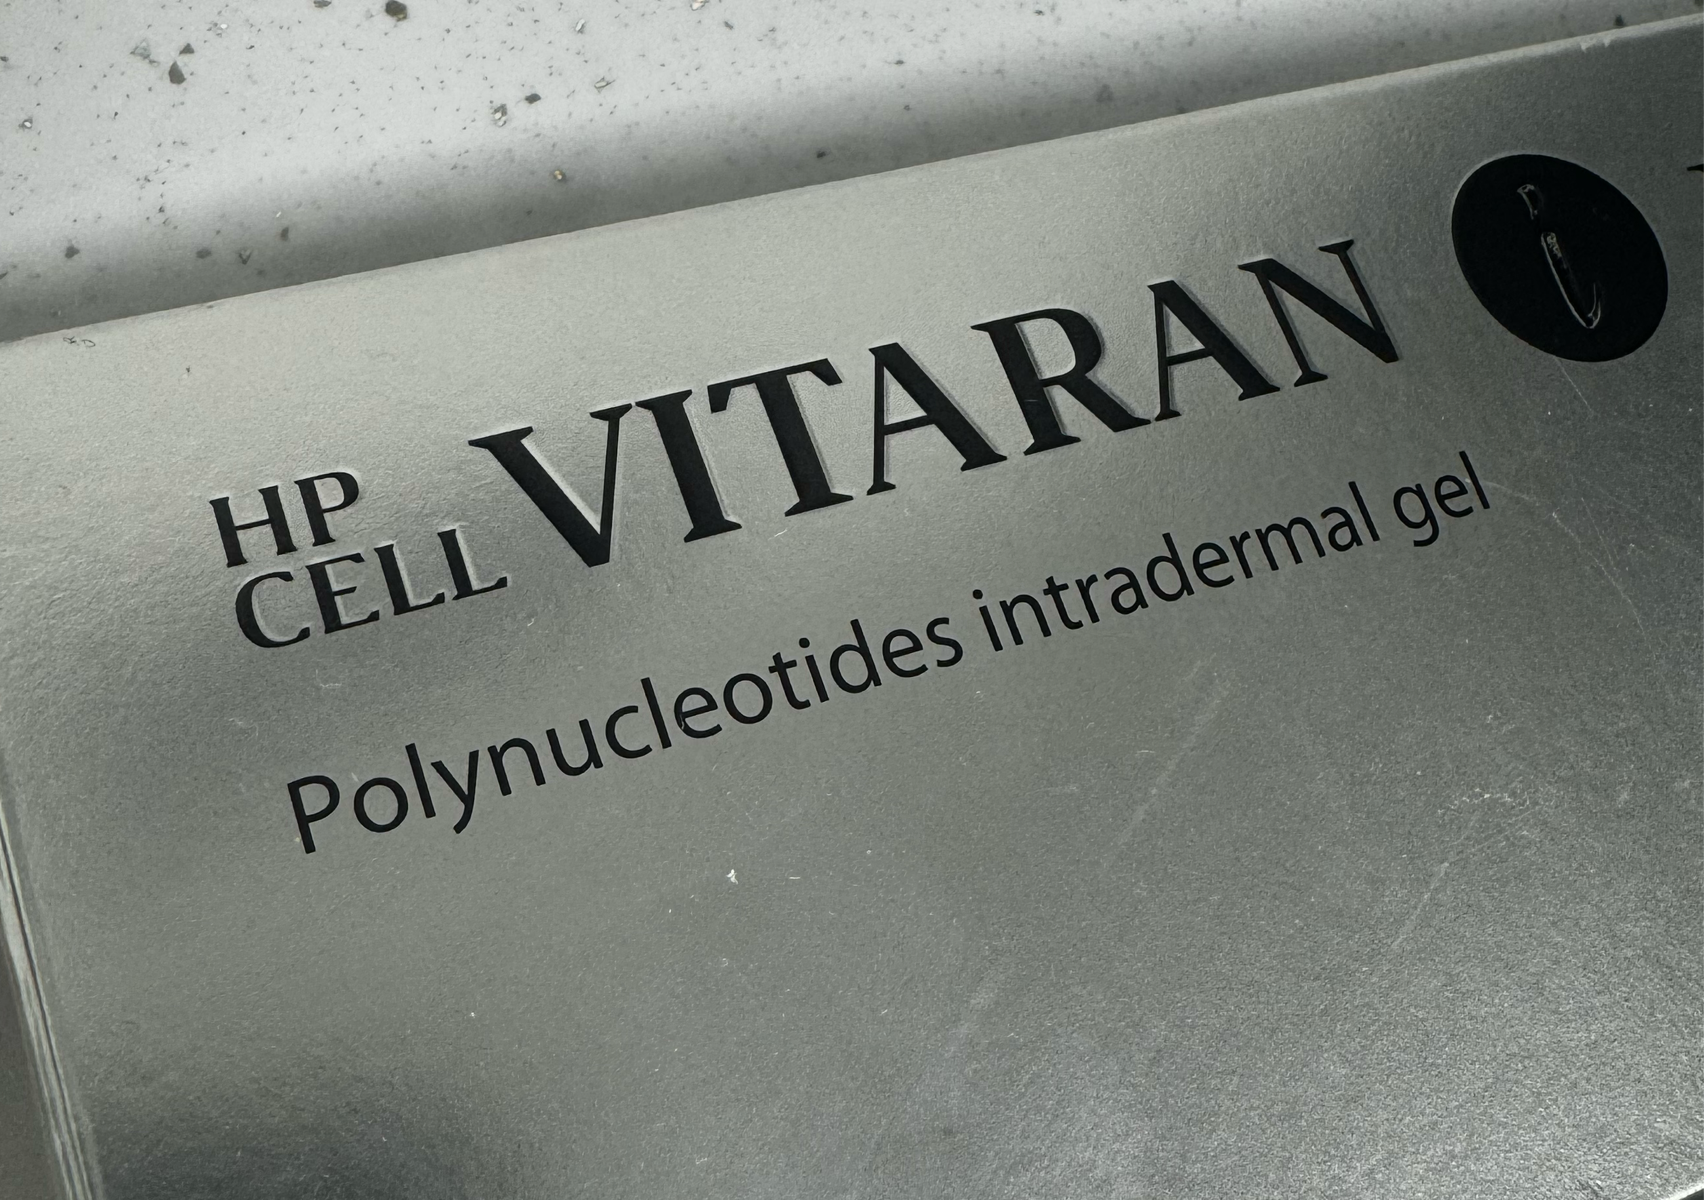 HP
CELL VITARAN i
Polynucleotides intradermal gel